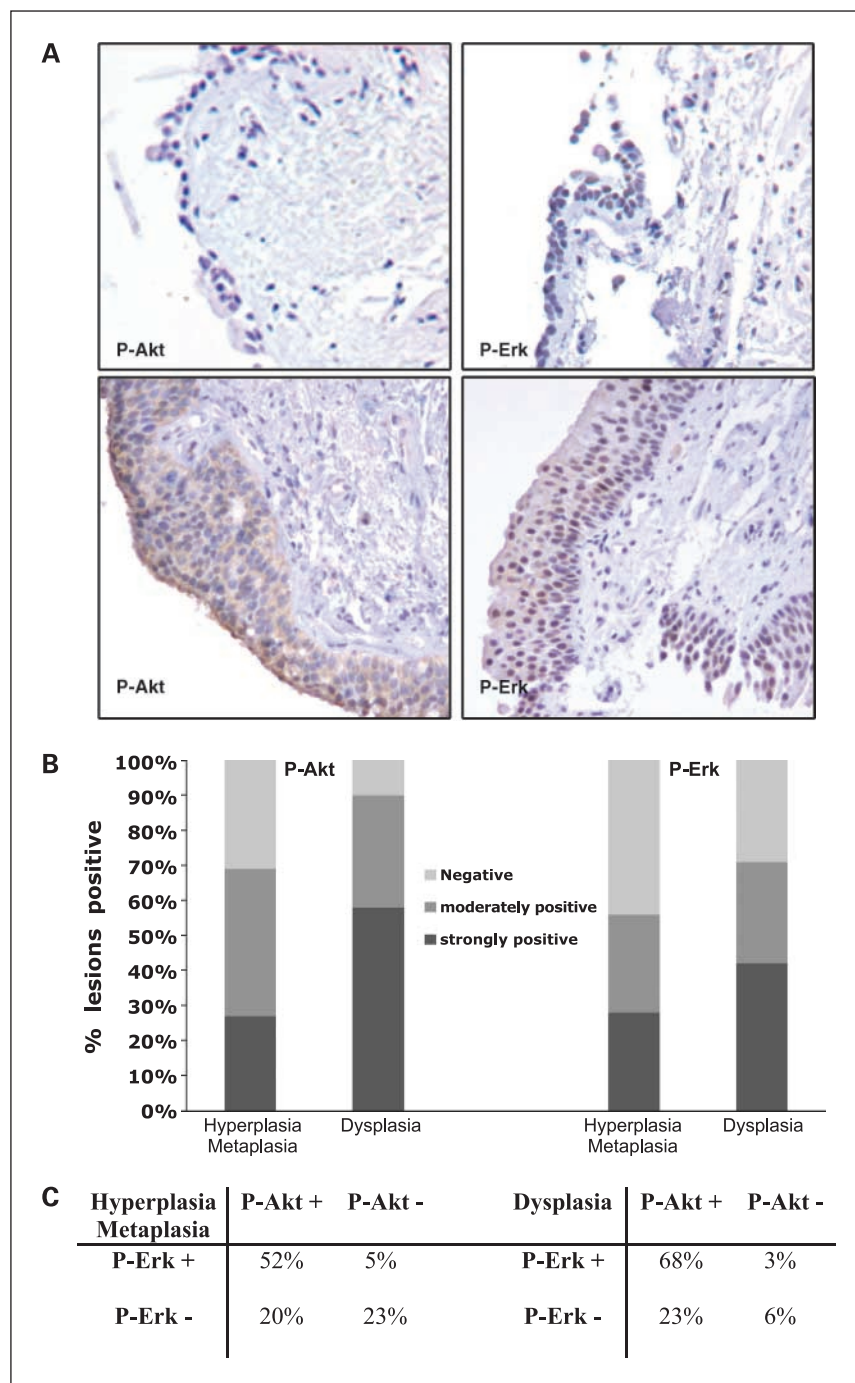 A
P-Akt
P-Erk
P-Akt
P-Erk
B
P-Akt
P-Erk
% lesions positive
100%
90%
80%
70%
60%
50%
40%
30%
20%
10%
0%
Negative
moderately positive
strongly positive
Hyperplasia
Metaplasia
Dysplasia
Hyperplasia
Metaplasia
Dysplasia
C
Hyperplasia
Metaplasia
P-Akt + P-Akt -
P-Erk + 52% 5%
P-Erk - 20% 23%
Dysplasia P-Akt + P-Akt -
P-Erk + 68% 3%
P-Erk - 23% 6%